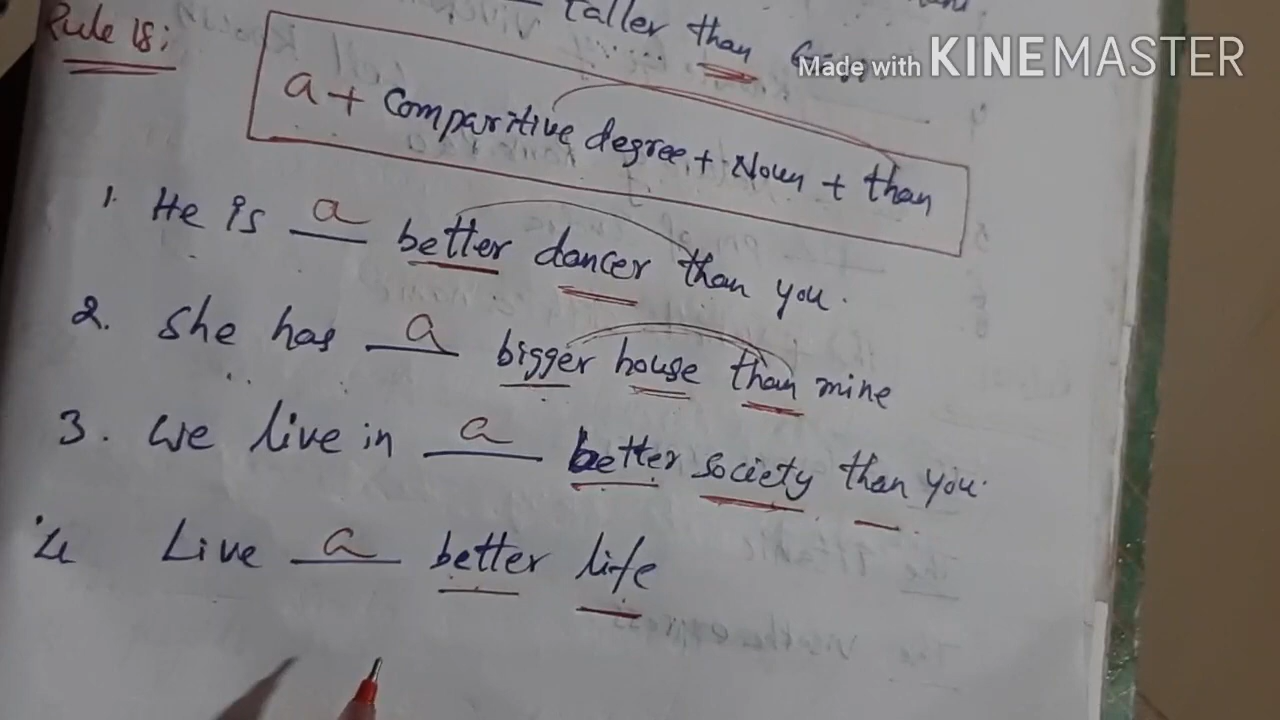 taller than
Made with KINEMASTER
Rule is:
a + Comparitive degree + Noun + than
1. He is a better dancer than you.
2. She has a bigger house than mine
3. We live in a better society than you.
4 Live a better life